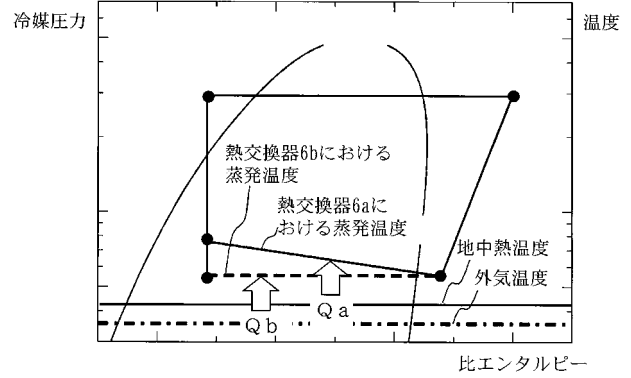 冷媒圧力
温度
熱交換器6bにおける
蒸発温度
熱交換器6aに
おける蒸発温度
地中熱温度
外気温度
Qa
Qb
比エンタルピー